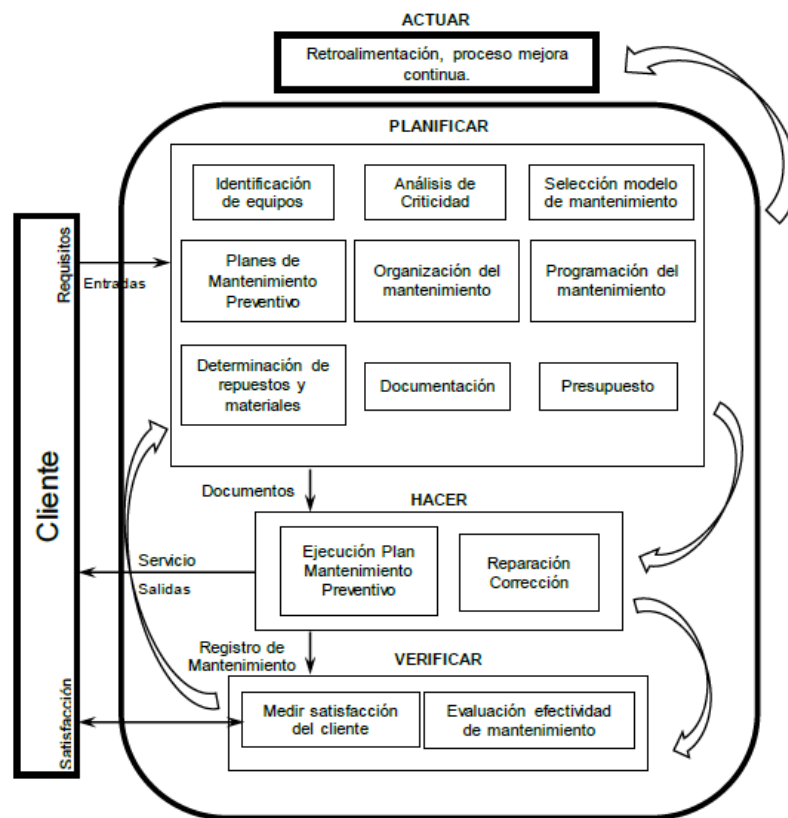 ACTUAR
Retroalimentación, proceso mejora
continua.
PLANIFICAR
Identificación
de equipos
Análisis de
Criticidad
Selección modelo
de mantenimiento
Planes de
Mantenimiento
Preventivo
Organización del
mantenimiento
Programación del
mantenimiento
Determinación de
repuestos y
materiales
Documentación
Presupuesto
Requisitos
Entradas
Cliente
Documentos
HACER
Ejecución Plan
Mantenimiento
Preventivo
Reparación
Corrección
Servicio
Salidas
Registro de
Mantenimiento
VERIFICAR
Medir satisfacción
del cliente
Evaluación efectividad
de mantenimiento
Satisfacción